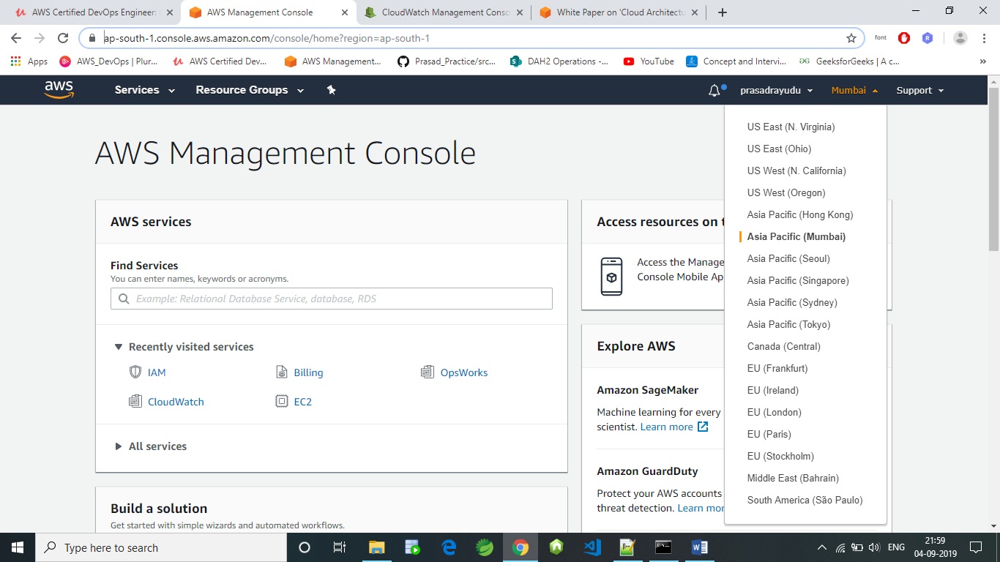 AWS Certified DevOps Engineer:
AWS Management Console
CloudWatch Management Cons
White Paper on 'Cloud Architectu
ap-south-1.console.aws.amazon.com/console/home?region=ap-south-1
font
R
Apps
AWS_DevOps | Plur...
AWS Certified Dev...
AWS Management...
Prasad_Practice/src...
DAH2 Operations -...
YouTube
Concept and Intervi...
GeeksforGeeks | A c...
aws
Services
Resource Groups
prasadrayudu
Mumbai
Support
US East (N. Virginia)
US East (Ohio)
US West (N. California)
US West (Oregon)
Asia Pacific (Hong Kong)
Asia Pacific (Mumbai)
Asia Pacific (Seoul)
Asia Pacific (Singapore)
Asia Pacific (Sydney)
Asia Pacific (Tokyo)
Canada (Central)
EU (Frankfurt)
EU (Ireland)
EU (London)
EU (Paris)
EU (Stockholm)
Middle East (Bahrain)
South America (São Paulo)
AWS Management Console
AWS services
Find Services
You can enter names, keywords or acronyms.
Example: Relational Database Service, database, RDS
Recently visited services
IAM
Billing
OpsWorks
CloudWatch
EC2
All services
Build a solution
Get started with simple wizards and automated workflows.
Access resources on t
Access the Manage
Console Mobile Ap
Explore AWS
Amazon SageMaker
Machine learning for every
scientist. Learn more
Amazon GuardDuty
Protect your AWS accounts
threat detection. Learn mor
Type here to search
ENG
21:59
04-09-2019